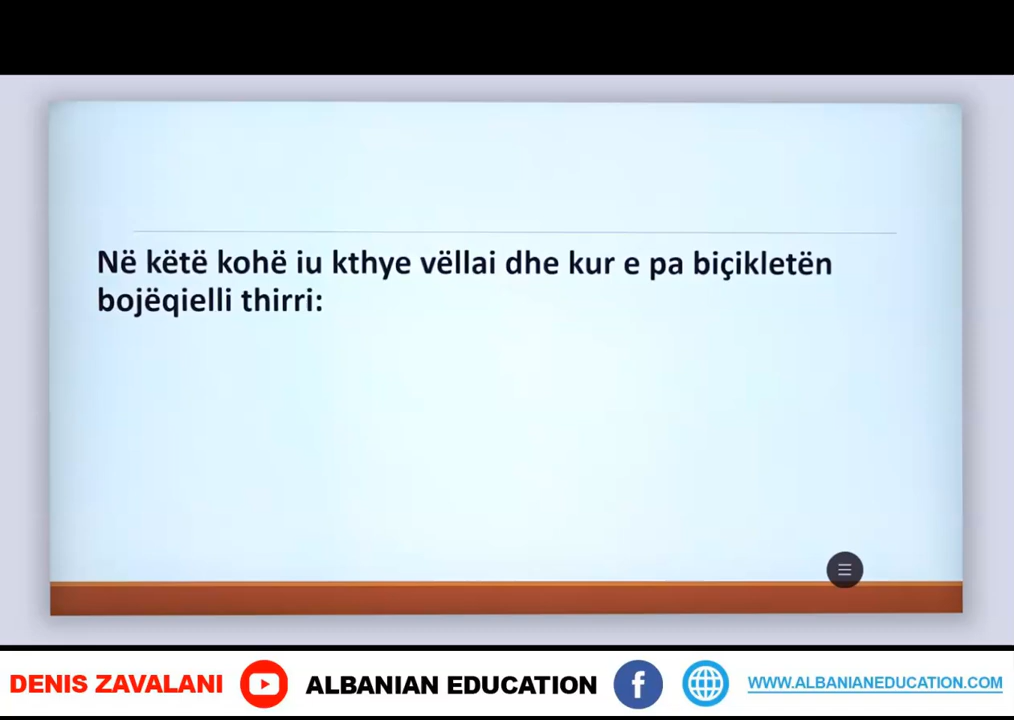 Në këtë kohë iu kthye vëllai dhe kur e pa biçikletën
bojëqielli thirri:
DENIS ZAVALANI ALBANIAN EDUCATION WWW.ALBANIANEDUCATION.COM